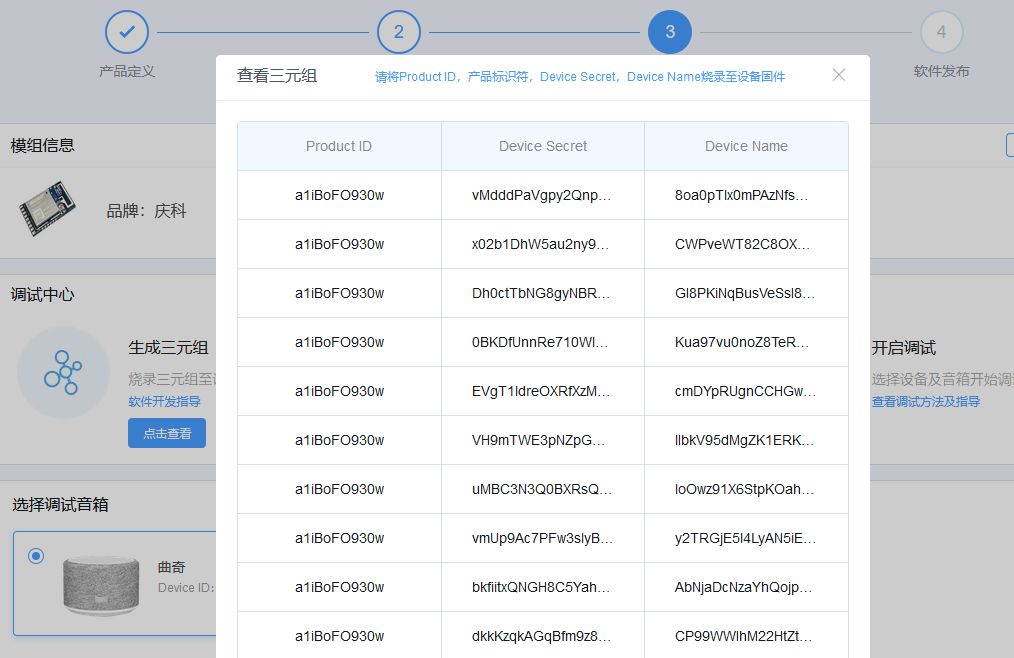 2
3
4
产品定义
软件发布
查看三元组
请将Product ID，产品标识符，Device Secret，Device Name烧录至设备固件
模组信息
品牌：庆科
调试中心
生成三元组
烧录三元组至
软件开发指导
点击查看
开启调试
选择设备及音箱开始调
查看调试方法及指导
选择调试音箱
曲奇
Device ID:
Product ID Device Secret Device Name
a1iBoFO930w vMdddPaVgpy2Qnp... 8oa0pTlx0mPAzNfs...
a1iBoFO930w x02b1DhW5au2ny9... CWPveWT82C8OX...
a1iBoFO930w Dh0ctTbNG8gyNBR... GI8PKiNqBusVeSsl8...
a1iBoFO930w 0BKDfUnnRe710WI... Kua97vu0noZ8TeR...
a1iBoFO930w EVgT1IdreOXRfXzM... cmDYpRUgnCCHGw...
a1iBoFO930w VH9mTWE3pNZpG... IlbkV95dMgZK1ERK...
a1iBoFO930w uMBC3N3Q0BXRsQ... IoOwz91X6StpKOah...
a1iBoFO930w vmUp9Ac7PFw3slyB... y2TRGjE5l4LyAN5iE...
a1iBoFO930w bkfiitxQNGH8C5Yah... AbNjaDcNzaYhQojp...
a1iBoFO930w dkkKzqkAGqBfm9z8... CP99WWlhM22HtZt...